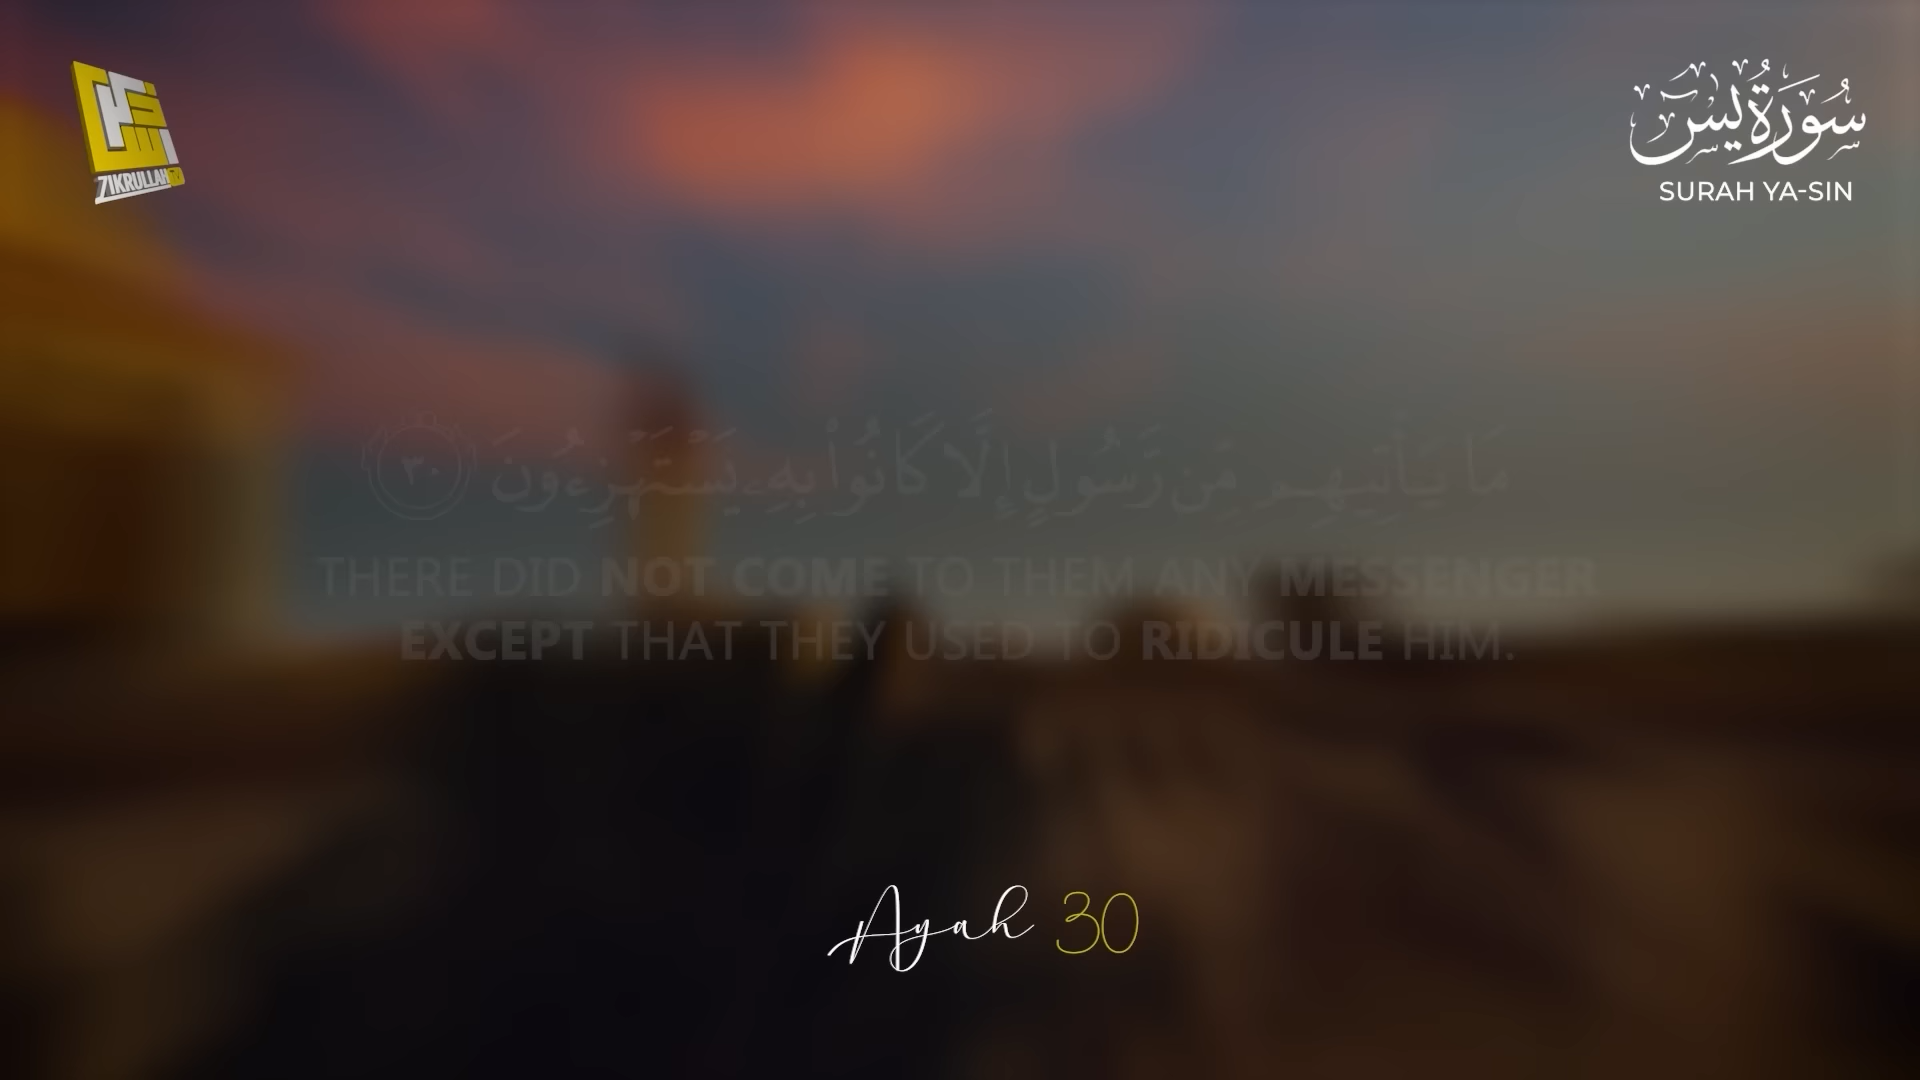 ZIKRULLAH TV
سُورَةُ يسٓ
SURAH YA-SIN
مَا يَأْتِيهِم مِّن رَّسُولٍ إِلَّا كَانُوا۟ بِهِۦ يَسْتَهْزِءُونَ ٣٠
THERE DID NOT COME TO THEM ANY MESSENGER
EXCEPT THAT THEY USED TO RIDICULE HIM.
Ayah 30